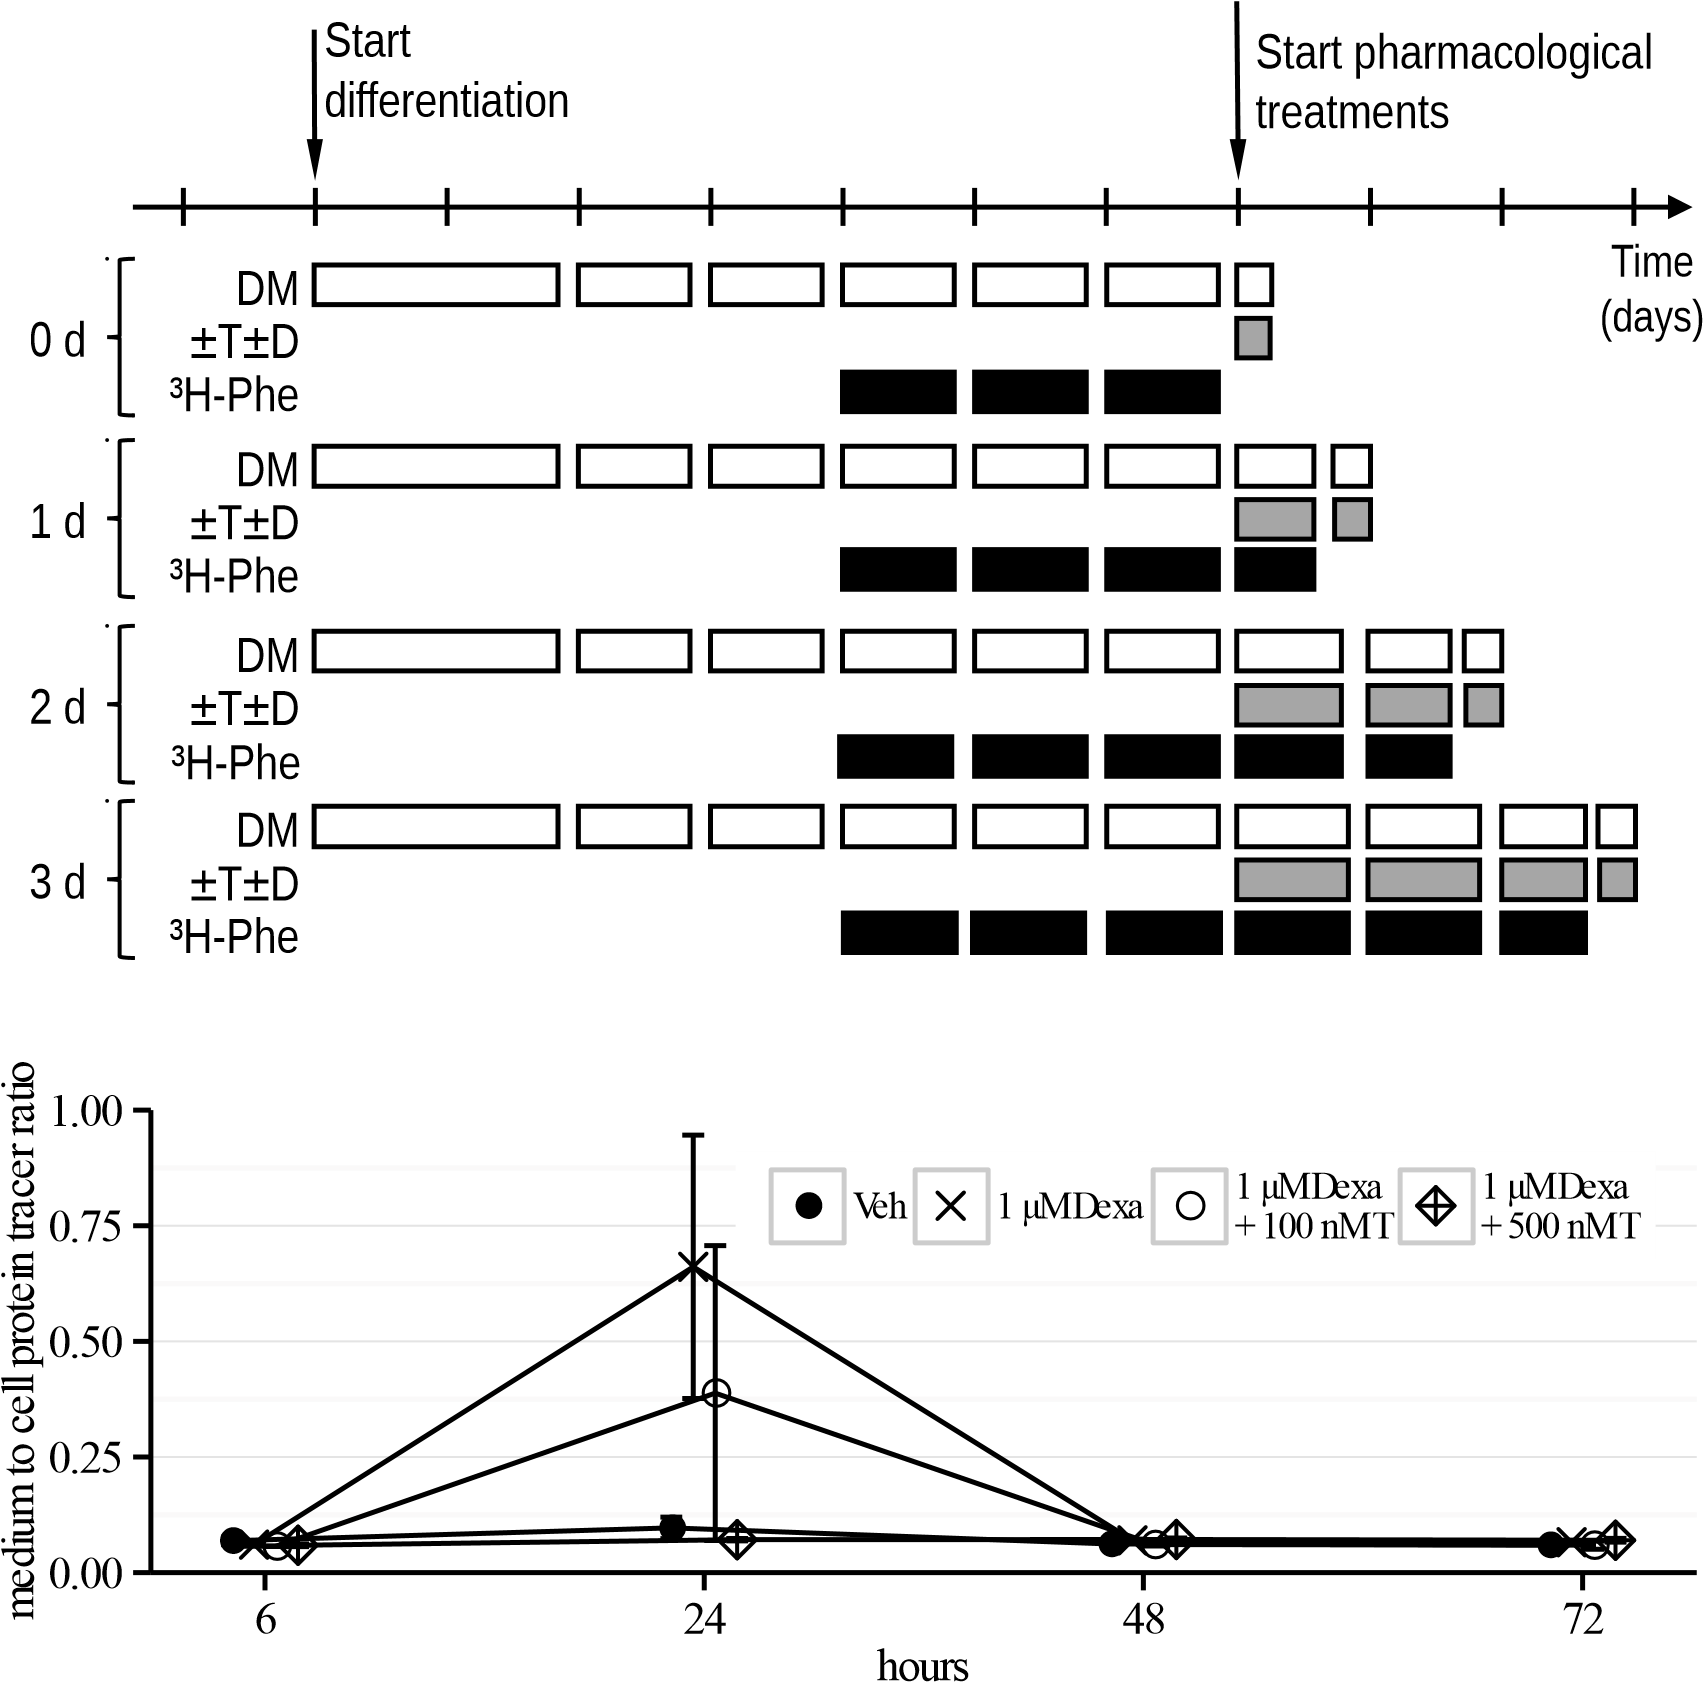 Start
differentiation
Start pharmacological
treatments
Time
(days)
0 d
DM
±T±D
³H-Phe
1 d
DM
±T±D
³H-Phe
2 d
DM
±T±D
³H-Phe
3 d
DM
±T±D
³H-Phe
medium to cell protein tracer ratio
1.00
0.75
0.50
0.25
0.00
Veh
1 µMDexa
1 µMDexa
+ 100 nMT
1 µMDexa
+ 500 nMT
6
24
48
72
hours